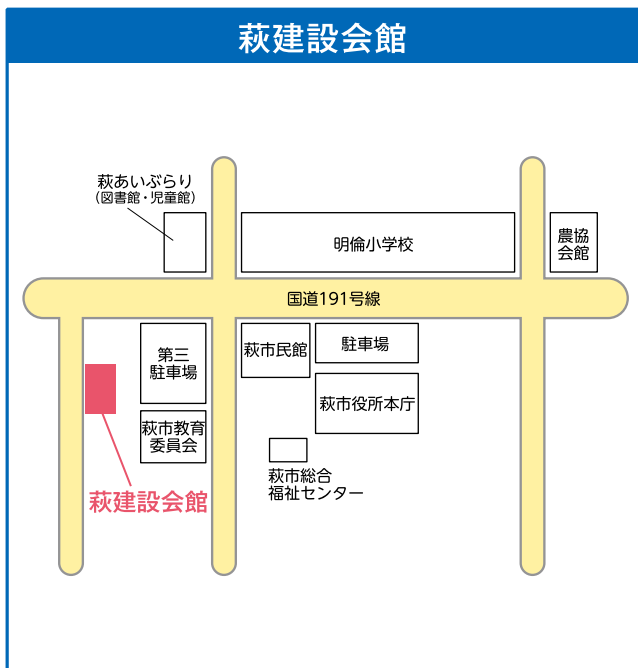 萩建設会館
萩あいぶらり
（図書館・児童館）
明倫小学校
農協
会館
国道191号線
第三
駐車場
萩市民館
駐車場
萩市役所本庁
萩市教育
委員会
萩市総合
福祉センター
萩建設会館